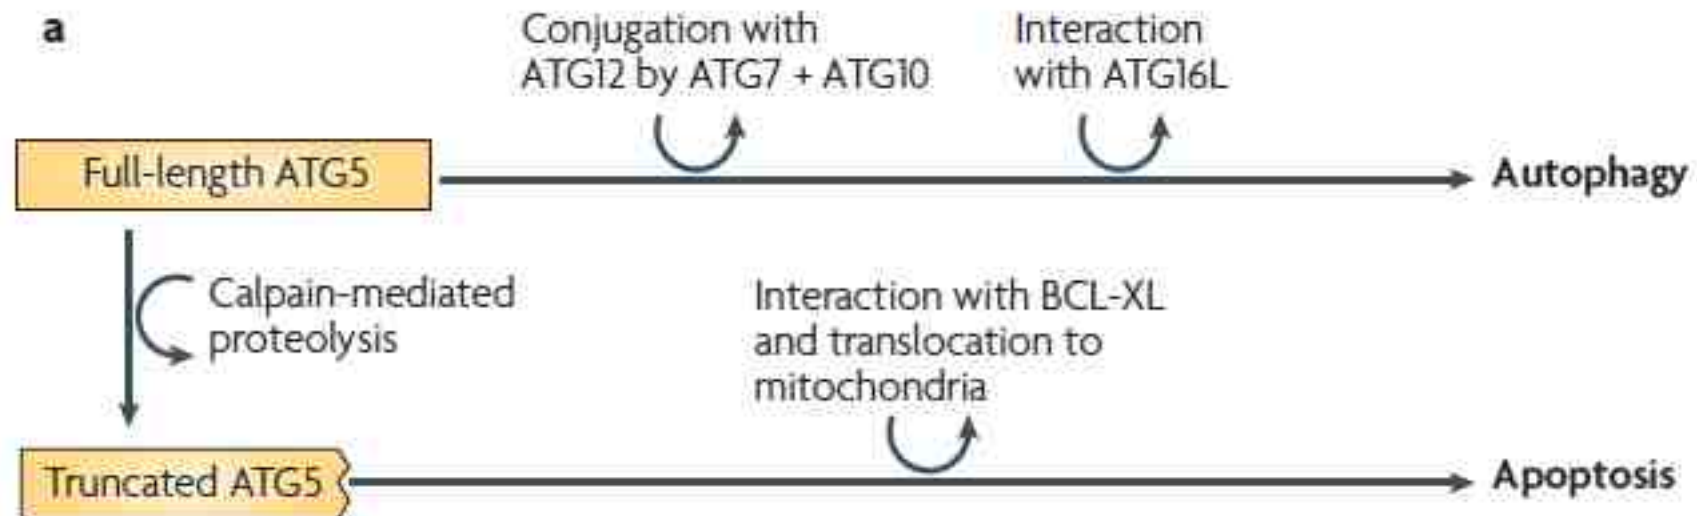 a
Conjugation with
ATG12 by ATG7 + ATG10
Interaction
with ATG16L
Full-length ATG5
Autophagy
Calpain-mediated
proteolysis
Interaction with BCL-XL
and translocation to
mitochondria
Truncated ATG5
Apoptosis